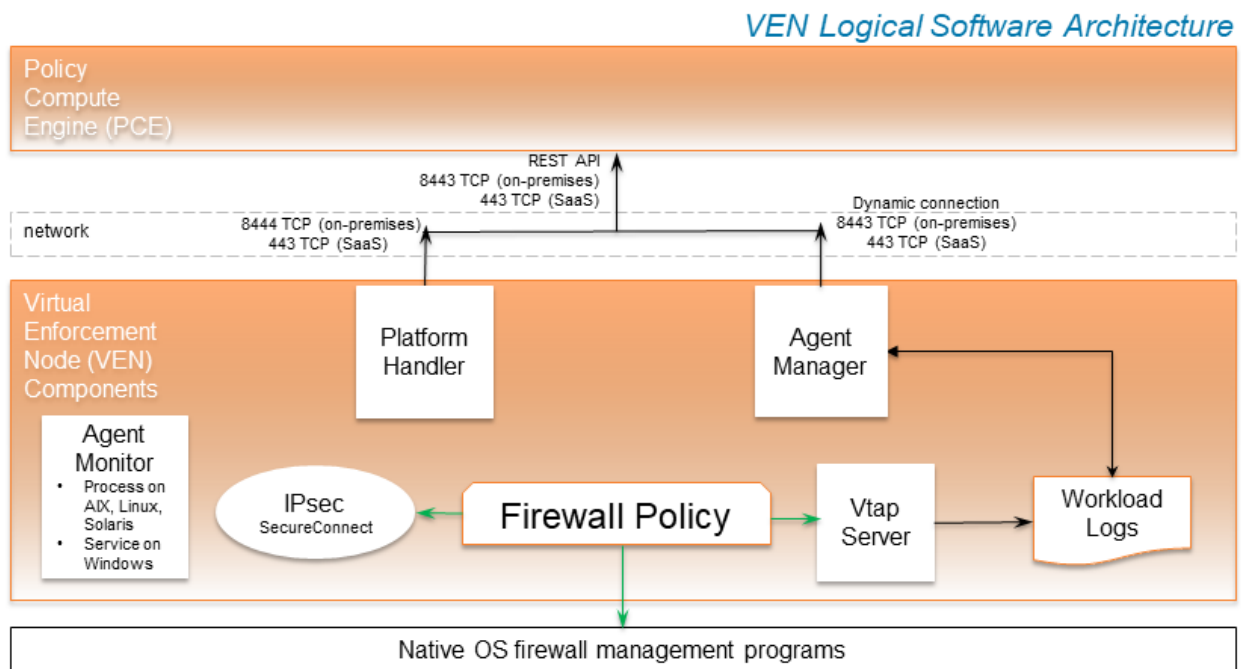 VEN Logical Software Architecture
Policy
Compute
Engine (PCE)
REST API
8443 TCP (on-premises)
443 TCP (SaaS)
network
8444 TCP (on-premises)
443 TCP (SaaS)
Dynamic connection
8443 TCP (on-premises)
443 TCP (SaaS)
Virtual
Enforcement
Node (VEN)
Components
Platform
Handler
Agent
Manager
Agent
Monitor
• Process on
AIX, Linux,
Solaris
• Service on
Windows
IPsec
SecureConnect
Firewall Policy
Vtap
Server
Workload
Logs
Native OS firewall management programs